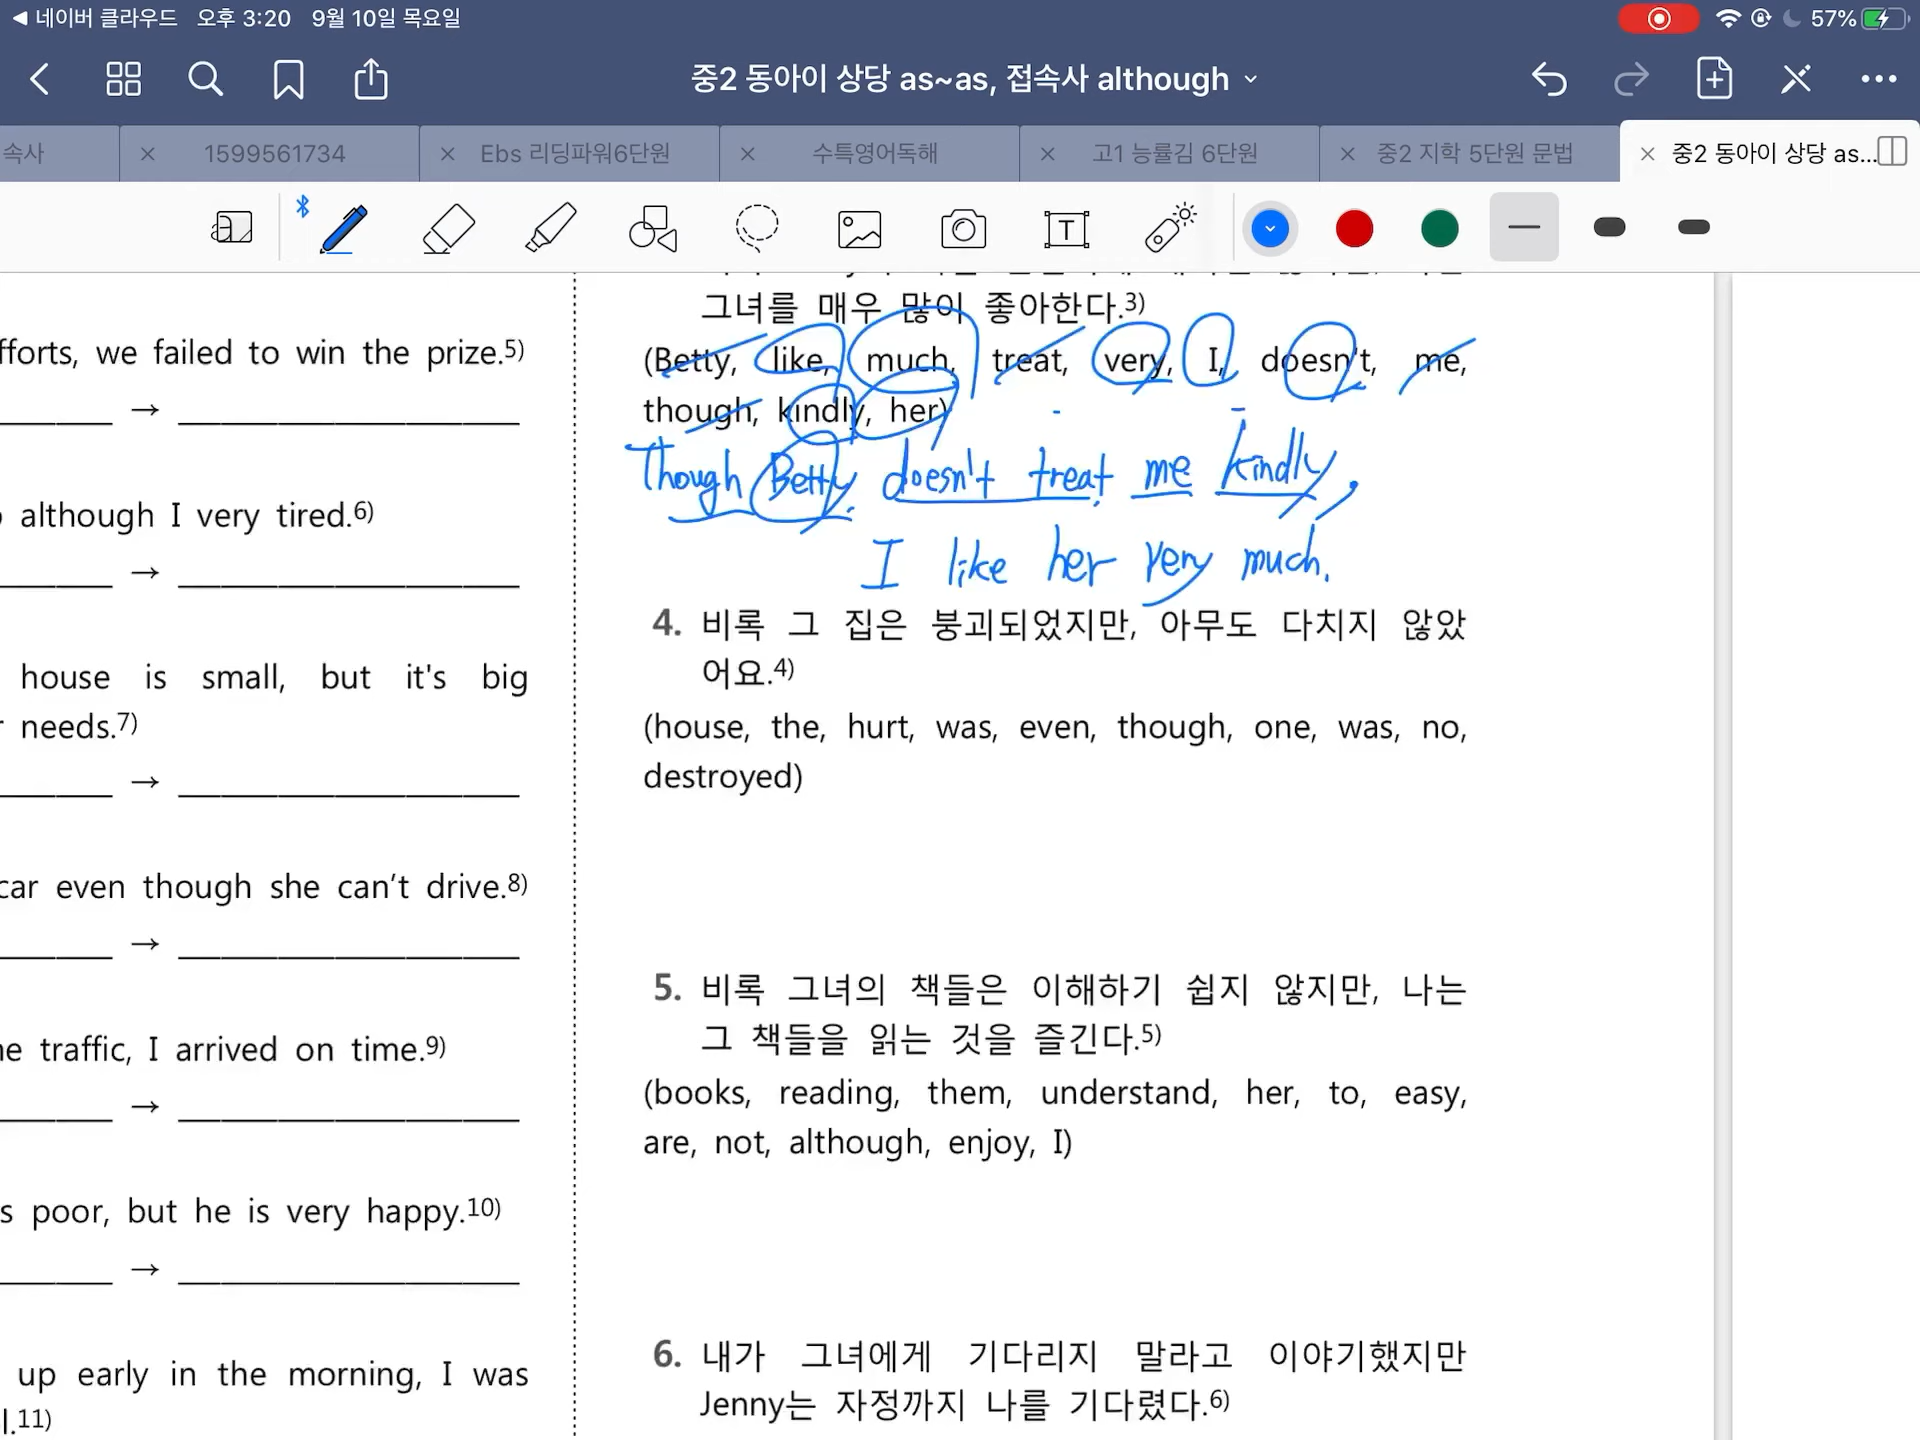 네이버 클라우드 오후 3:20 9월 10일 목요일 57%
중2 동아이 상당 as~as, 접속사 although
속사 1599561734 Ebs 리딩파워6단원 수특영어독해 고1 능률김 6단원 중2 지학 5단원 문법 중2 동아이 상당 as...
fforts, we failed to win the prize.5)
→
although I very tired.6)
→
house is small, but it's big
needs.7)
→
car even though she can't drive.8)
→
traffic, I arrived on time.9)
→
s poor, but he is very happy.10)
→
up early in the morning, I was
11)
그녀를 매우 많이 좋아한다.3)
(Betty, like, much, treat, very, I, doesn't, me,
though, kindly, her)
Though Betty doesn't treat me kindly,
I like her very much.
4. 비록 그 집은 붕괴되었지만, 아무도 다치지 않았
어요.4)
(house, the, hurt, was, even, though, one, was, no,
destroyed)
5. 비록 그녀의 책들은 이해하기 쉽지 않지만, 나는
그 책들을 읽는 것을 즐긴다.5)
(books, reading, them, understand, her, to, easy,
are, not, although, enjoy, I)
6. 내가 그녀에게 기다리지 말라고 이야기했지만
Jenny는 자정까지 나를 기다렸다.6)